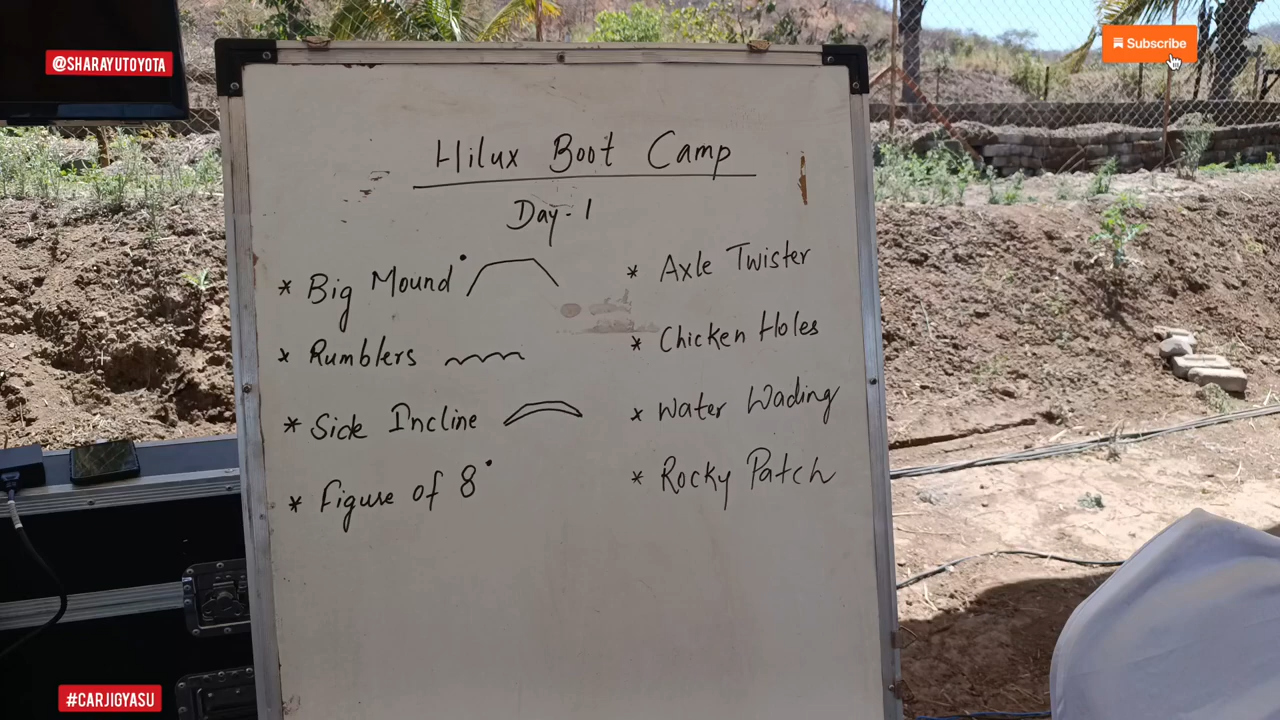 @SHARAYUTOYOTA
Subscribe
Hilux Boot Camp
Day-1
* Big Mound
* Rumblers
* Side Incline
* Figure of 8
* Axle Twister
* Chicken Holes
* Water Wading
* Rocky Patch
#CARJIGYASU